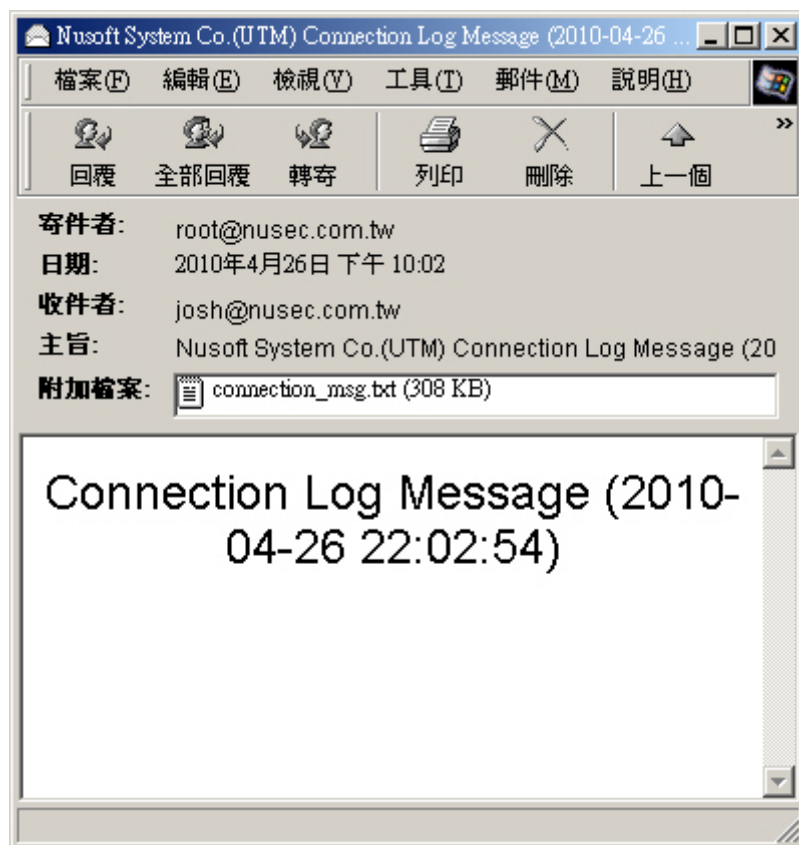 Nusoft System Co.(UTM) Connection Log Message (2010-04-26 ...
檔案(F) 編輯(E) 檢視(V) 工具(T) 郵件(M) 說明(H)
回覆 全部回覆 轉寄 列印 刪除 上一個 »
寄件者: root@nusec.com.tw
日期: 2010年4月26日 下午 10:02
收件者: josh@nusec.com.tw
主旨: Nusoft System Co.(UTM) Connection Log Message (20
附加檔案: connection_msg.txt (308 KB)
Connection Log Message (2010-
04-26 22:02:54)